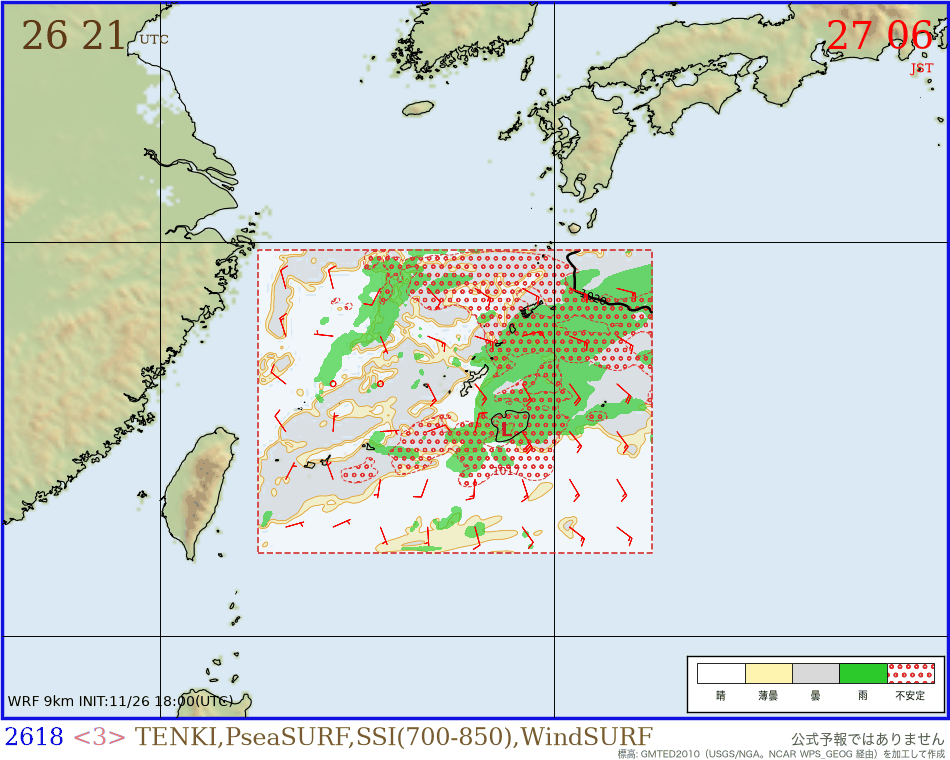 26 21 UTC
27 06
JST
1020
L
1017
晴 薄曇 曇 雨 不安定
WRF 9km INIT:11/26 18:00(UTC)
2618 <3> TENKI,PseaSURF,SSI(700-850),WindSURF
公式予報ではありません
標高: GMTED2010（USGS/NGA。NCAR WPS_GEOG 経由）を加工して作成